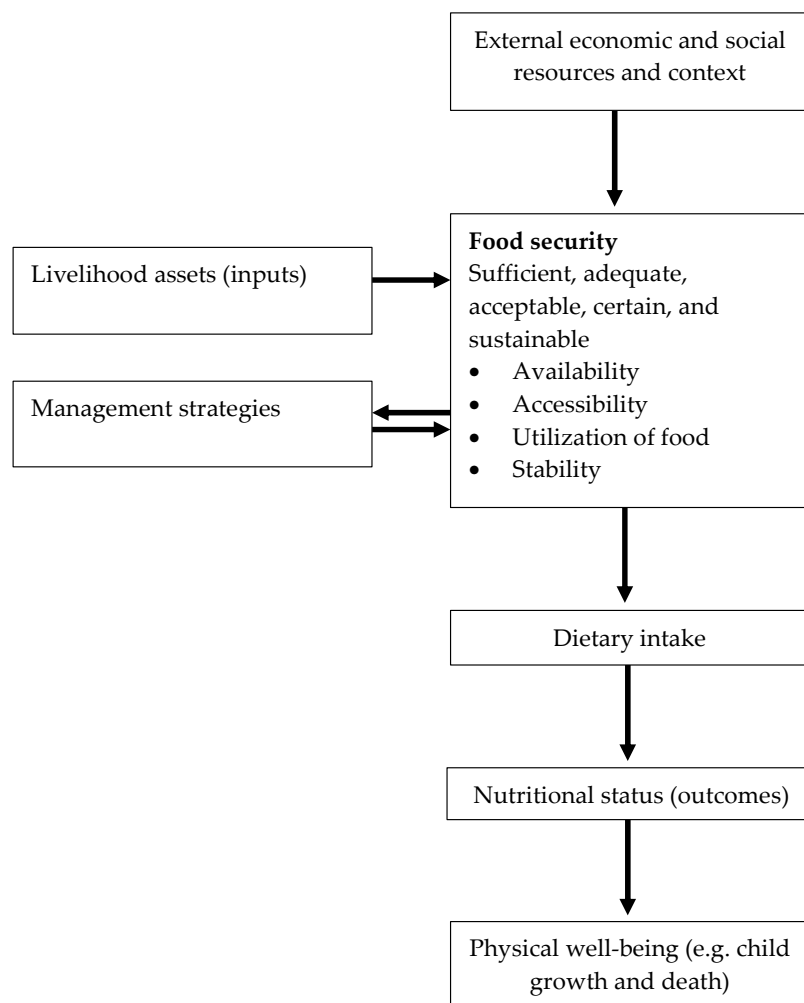 External economic and social
resources and context
Livelihood assets (inputs)
Management strategies
Food security
Sufficient, adequate,
acceptable, certain, and
sustainable
• Availability
• Accessibility
• Utilization of food
• Stability
Dietary intake
Nutritional status (outcomes)
Physical well-being (e.g. child
growth and death)